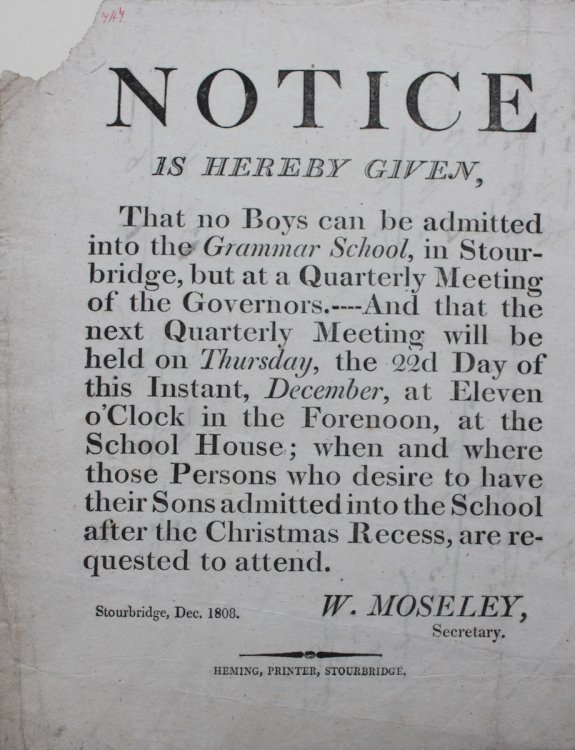 NOTICE
IS HEREBY GIVEN,
That no Boys can be admitted
into the Grammar School, in Stour-
bridge, but at a Quarterly Meeting
of the Governors.----And that the
next Quarterly Meeting will be
held on Thursday, the 22d Day of
this Instant, December, at Eleven
o'Clock in the Forenoon, at the
School House; when and where
those Persons who desire to have
their Sons admitted into the School
after the Christmas Recess, are re-
quested to attend.
W. MOSELEY,
Stourbridge, Dec. 1808.
Secretary.
HEMING, PRINTER, STOURBRIDGE,